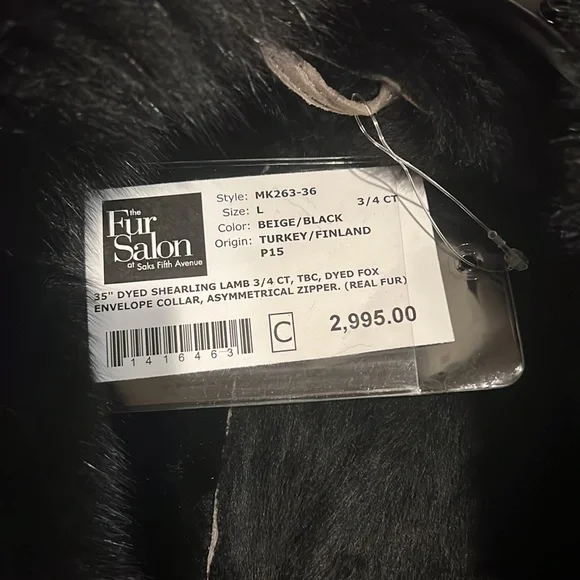 the
Fur
Salon
at Saks Fifth Avenue
Style: MK263-36 3/4 CT
Size: L
Color: BEIGE/BLACK
Origin: TURKEY/FINLAND
P15
35" DYED SHEARLING LAMB 3/4 CT, TBC, DYED FOX
ENVELOPE COLLAR, ASYMMETRICAL ZIPPER. (REAL FUR)
1416463
C
2,995.00